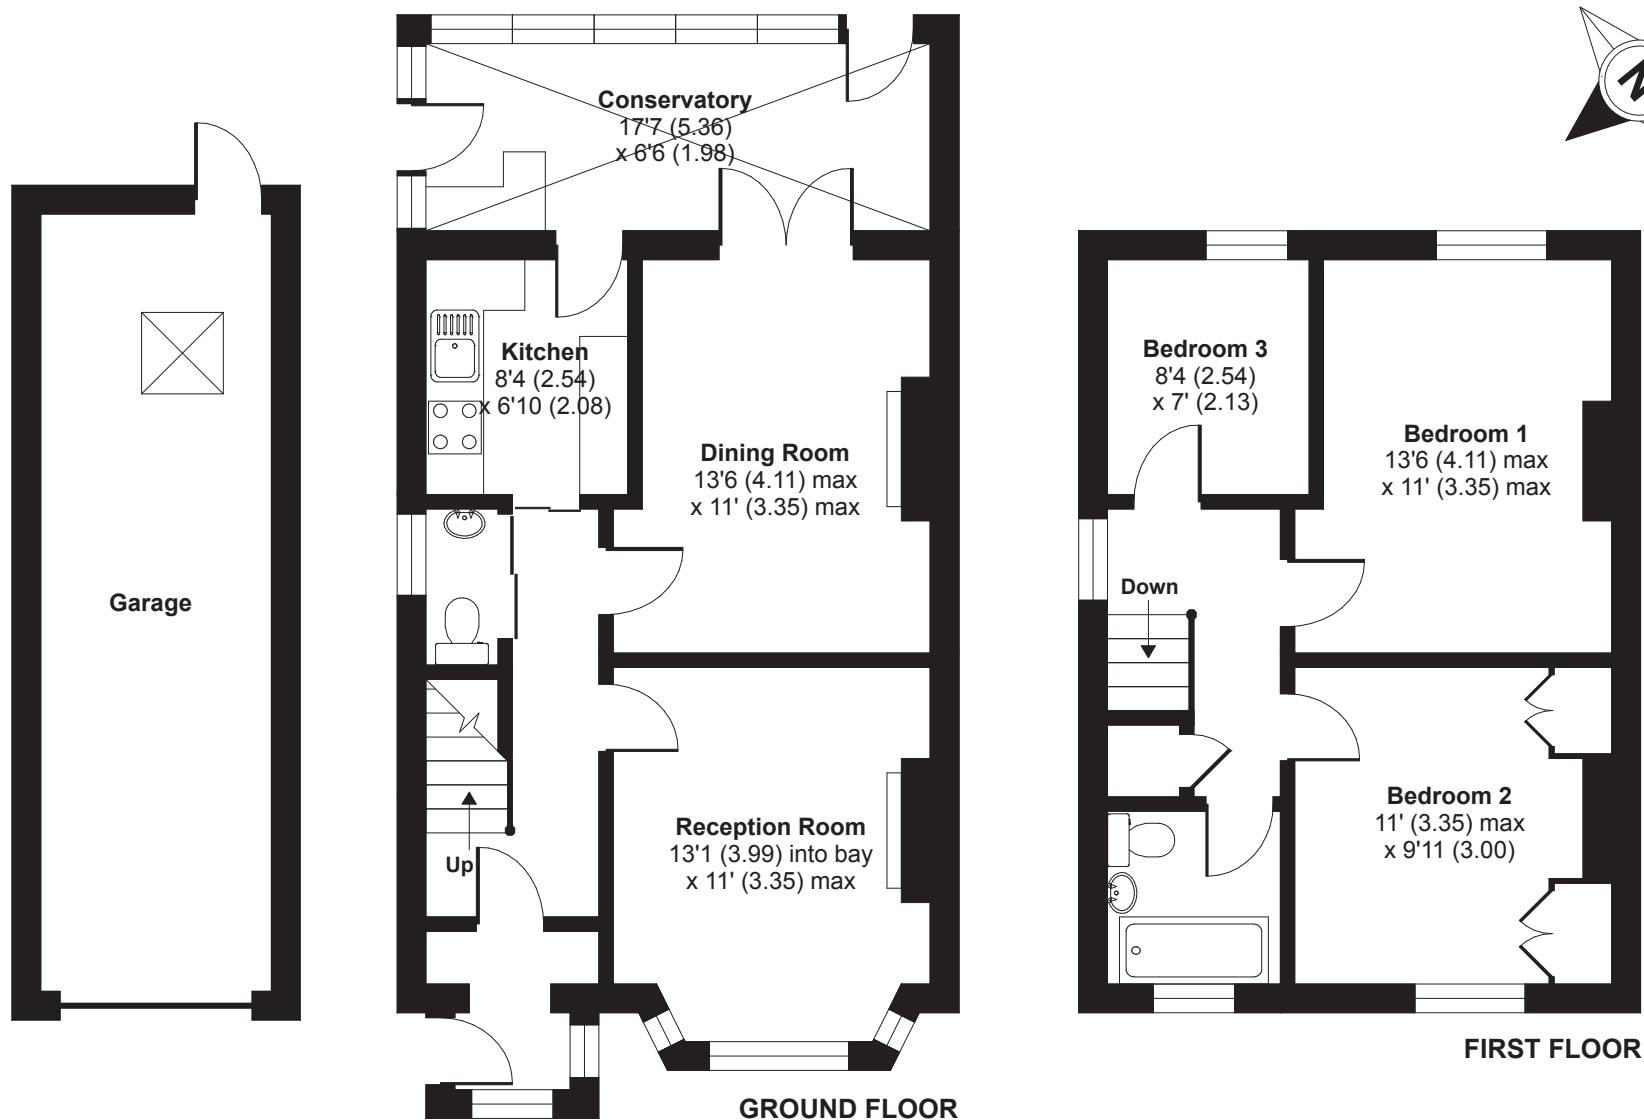 Conservatory
17'7 (5.36)
x 6'6 (1.98)
N
Kitchen
8'4 (2.54)
x 6'10 (2.08)
Dining Room
13'6 (4.11) max
x 11' (3.35) max
Bedroom 3
8'4 (2.54)
x 7' (2.13)
Bedroom 1
13'6 (4.11) max
x 11' (3.35) max
Garage
Down
Reception Room
13'1 (3.99) into bay
x 11' (3.35) max
Up
Bedroom 2
11' (3.35) max
x 9'11 (3.00)
FIRST FLOOR
GROUND FLOOR